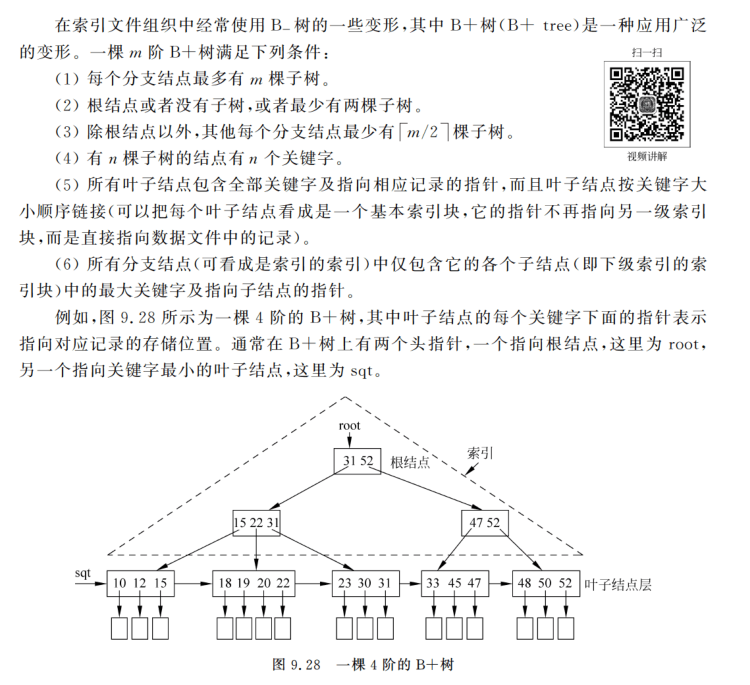 在索引文件组织中经常使用 B_树的一些变形,其中 B+树(B+ tree)是一种应用广泛
的变形。一棵 m 阶 B+树满足下列条件:
扫一扫
(1) 每个分支结点最多有 m 棵子树。
(2) 根结点或者没有子树,或者最少有两棵子树。
(3) 除根结点以外,其他每个分支结点最少有⌈m/2⌉棵子树。
(4) 有 n 棵子树的结点有 n 个关键字。
视频讲解
(5) 所有叶子结点包含全部关键字及指向相应记录的指针,而且叶子结点按关键字大
小顺序链接(可以把每个叶子结点看成是一个基本索引块,它的指针不再指向另一级索引
块,而是直接指向数据文件中的记录)。
(6) 所有分支结点(可看成是索引的索引)中仅包含它的各个子结点(即下级索引的索
引块)中的最大关键字及指向子结点的指针。
例如,图 9.28 所示为一棵 4 阶的 B+树,其中叶子结点的每个关键字下面的指针表示
指向对应记录的存储位置。通常在 B+树上有两个头指针,一个指向根结点,这里为 root,
另一个指向关键字最小的叶子结点,这里为 sqt。
root
索引
31 52 根结点
15 22 31 47 52
sqt
10 12 15 18 19 20 22 23 30 31 33 45 47 48 50 52 叶子结点层
图 9.28 一棵 4 阶的 B+树